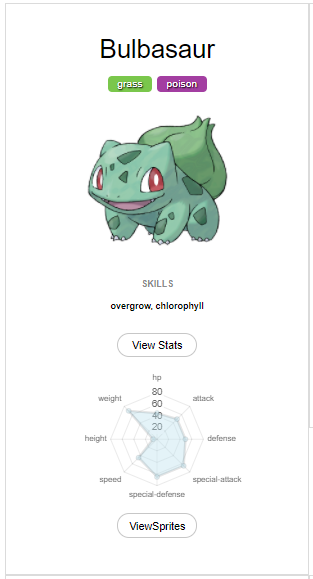 Bulbasaur
grass poison
SKILLS
overgrow, chlorophyll
View Stats
hp
weight attack
80
60
40
20
height defense
speed special-attack
special-defense
ViewSprites